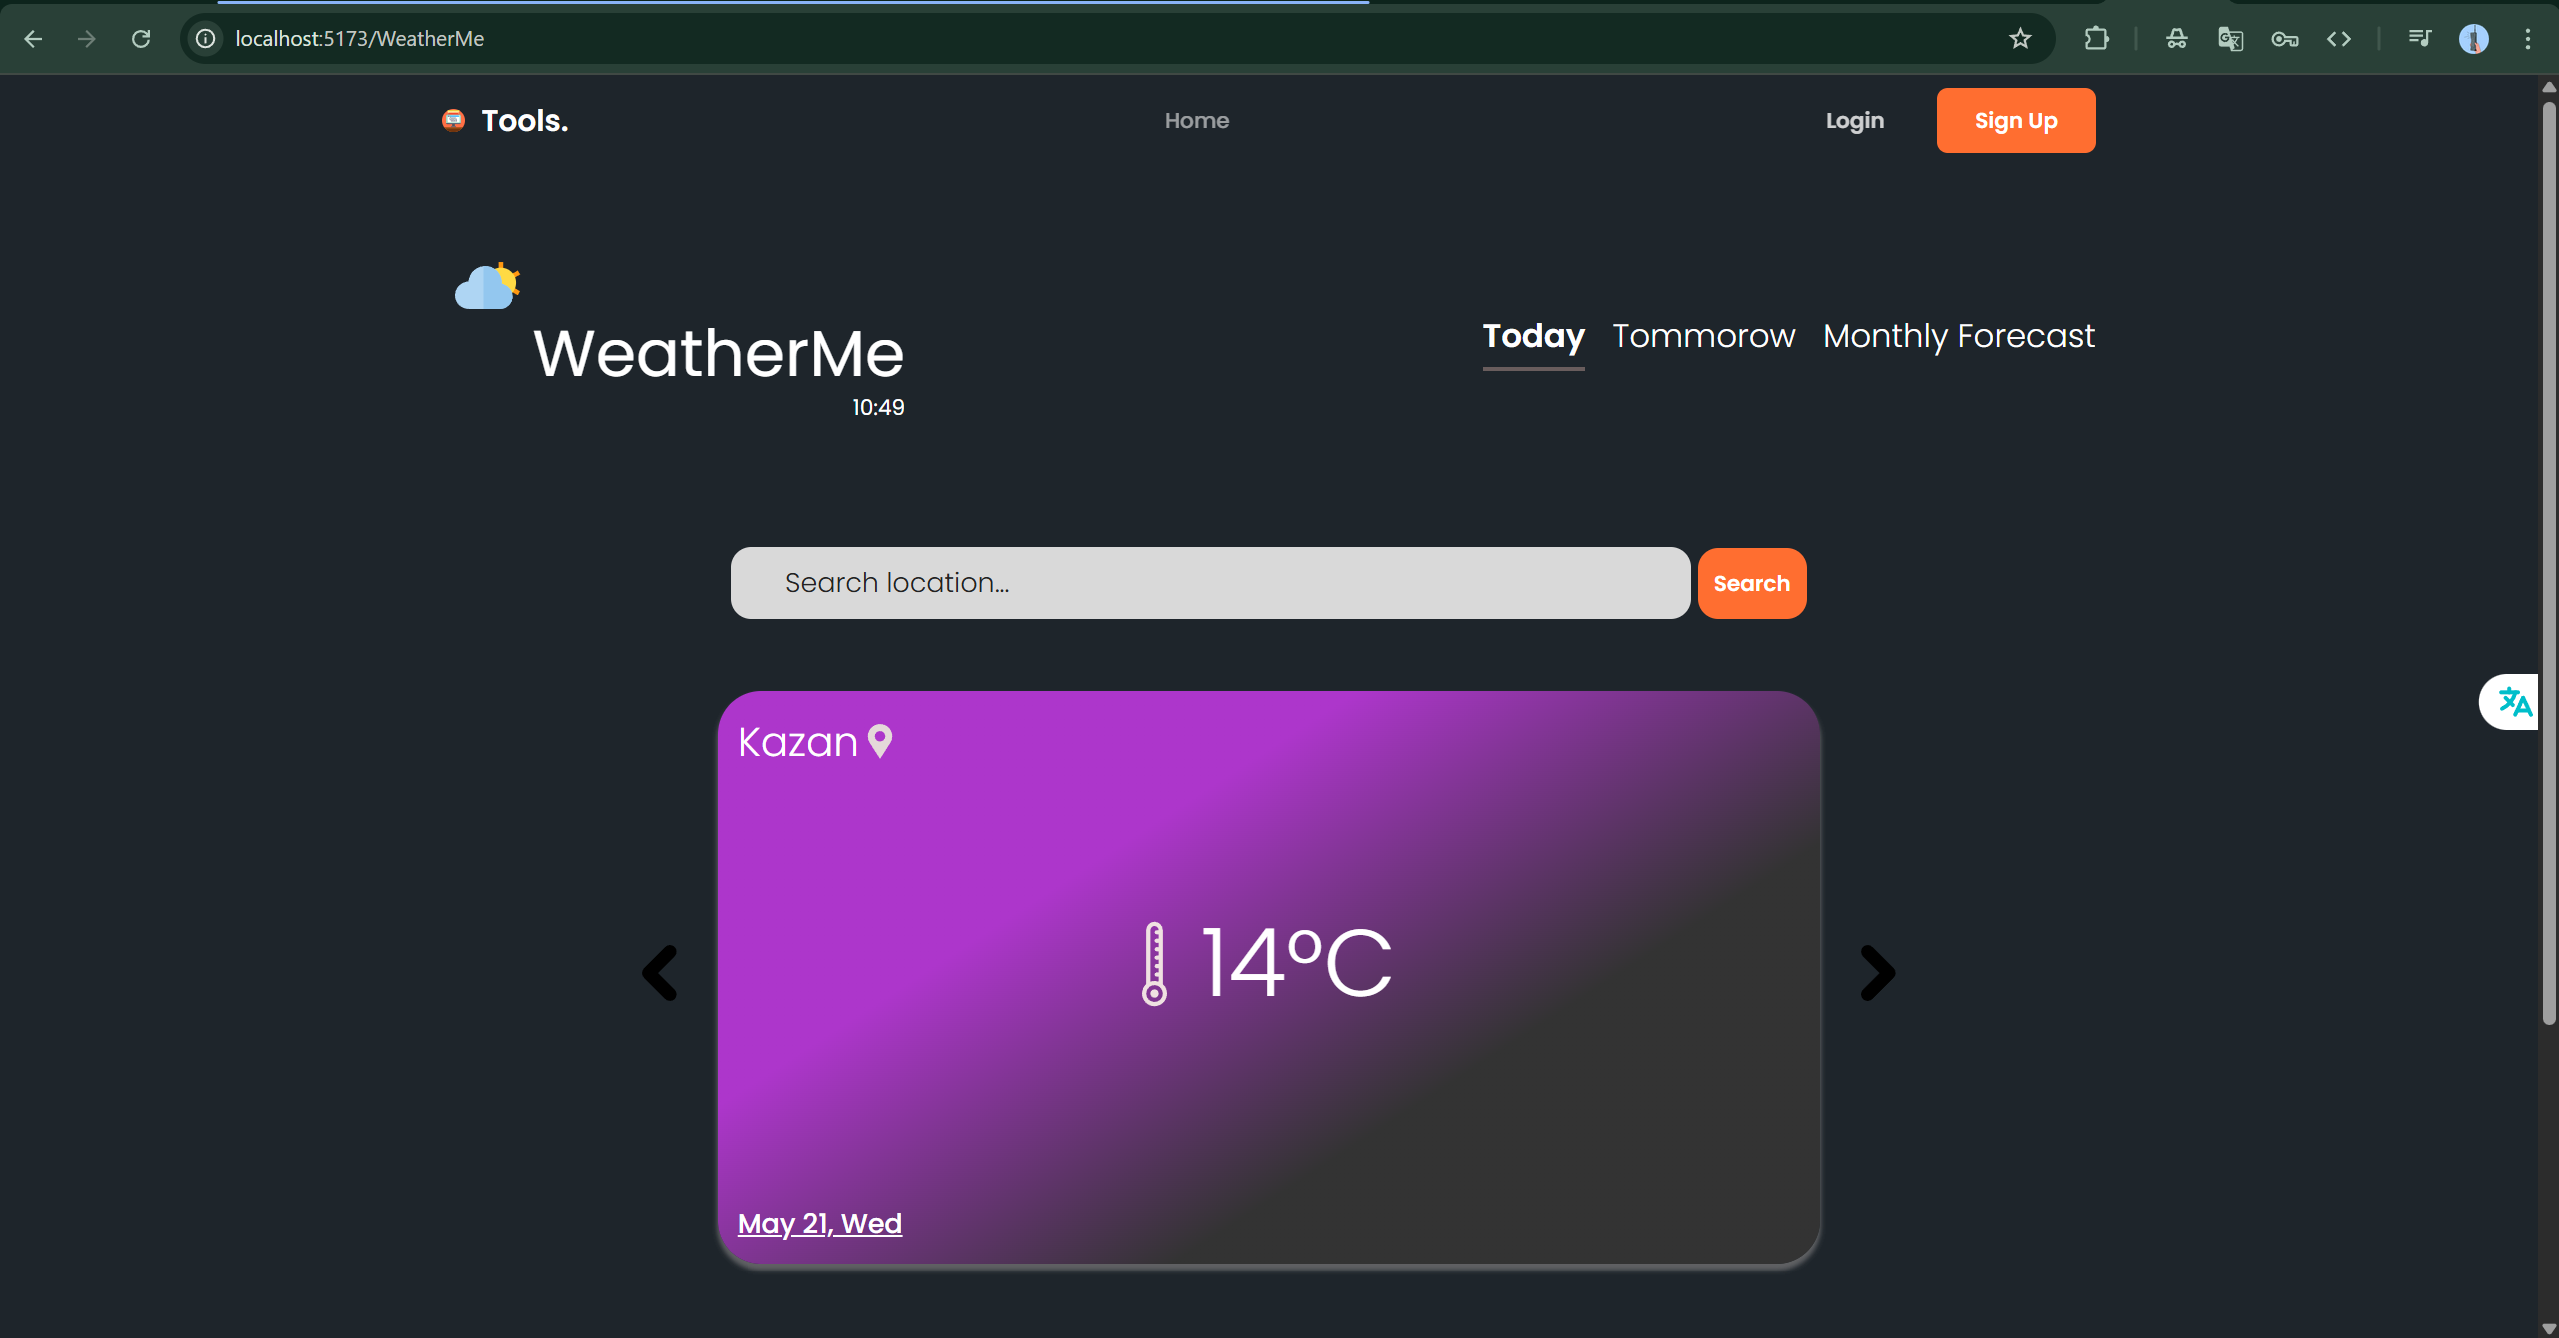 localhost:5173/WeatherMe
Tools.
Home
Login
Sign Up
WeatherMe
10:49
Today
Tommorow
Monthly Forecast
Search location...
Search
Kazan
14°C
May 21, Wed